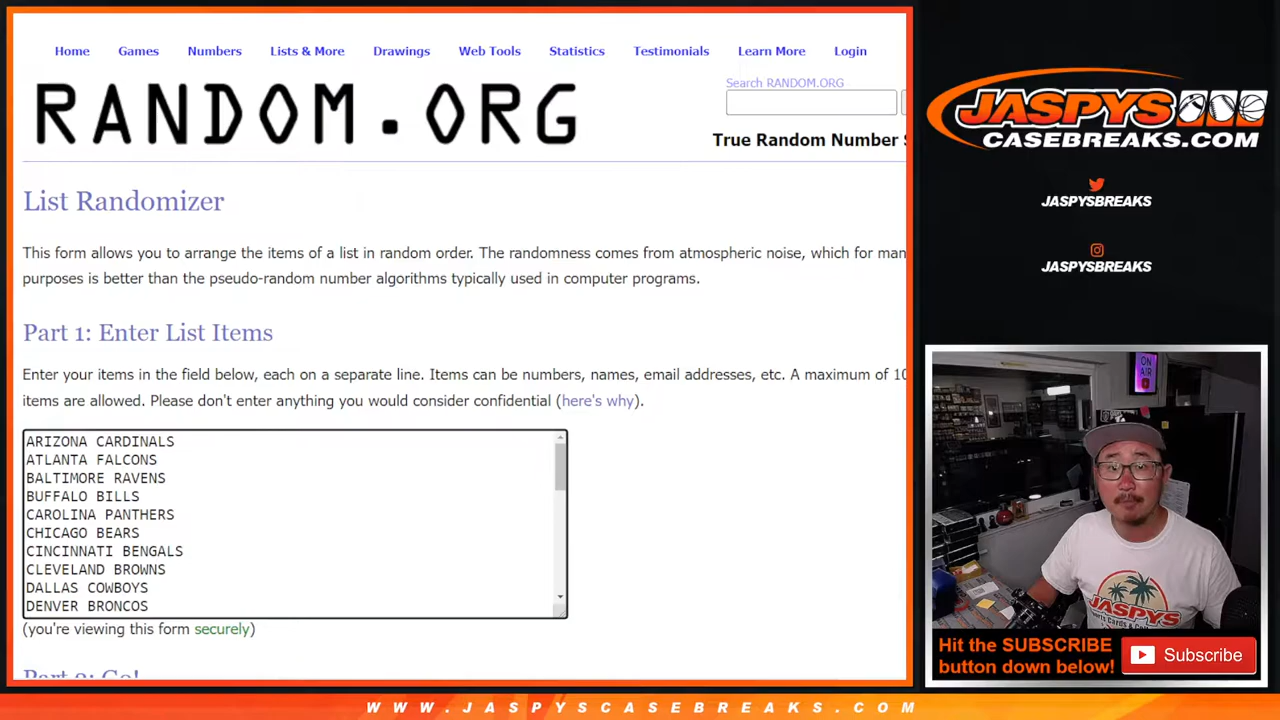 Home Games Numbers Lists & More Drawings Web Tools Statistics Testimonials Learn More Login
RANDOM.ORG
Search RANDOM.ORG
True Random Number S
List Randomizer
This form allows you to arrange the items of a list in random order. The randomness comes from atmospheric noise, which for man
purposes is better than the pseudo-random number algorithms typically used in computer programs.
Part 1: Enter List Items
Enter your items in the field below, each on a separate line. Items can be numbers, names, email addresses, etc. A maximum of 10
items are allowed. Please don't enter anything you would consider confidential (here's why).
ARIZONA CARDINALS
ATLANTA FALCONS
BALTIMORE RAVENS
BUFFALO BILLS
CAROLINA PANTHERS
CHICAGO BEARS
CINCINNATI BENGALS
CLEVELAND BROWNS
DALLAS COWBOYS
DENVER BRONCOS
(you're viewing this form securely)
Part 2: Go!
JASPYS
CASEBREAKS.COM
JASPYSBREAKS
JASPYSBREAKS
ON
AIR
JASPYS
Hit the SUBSCRIBE
button down below!
Subscribe
WWW.JASPYSCASEBREAKS.COM